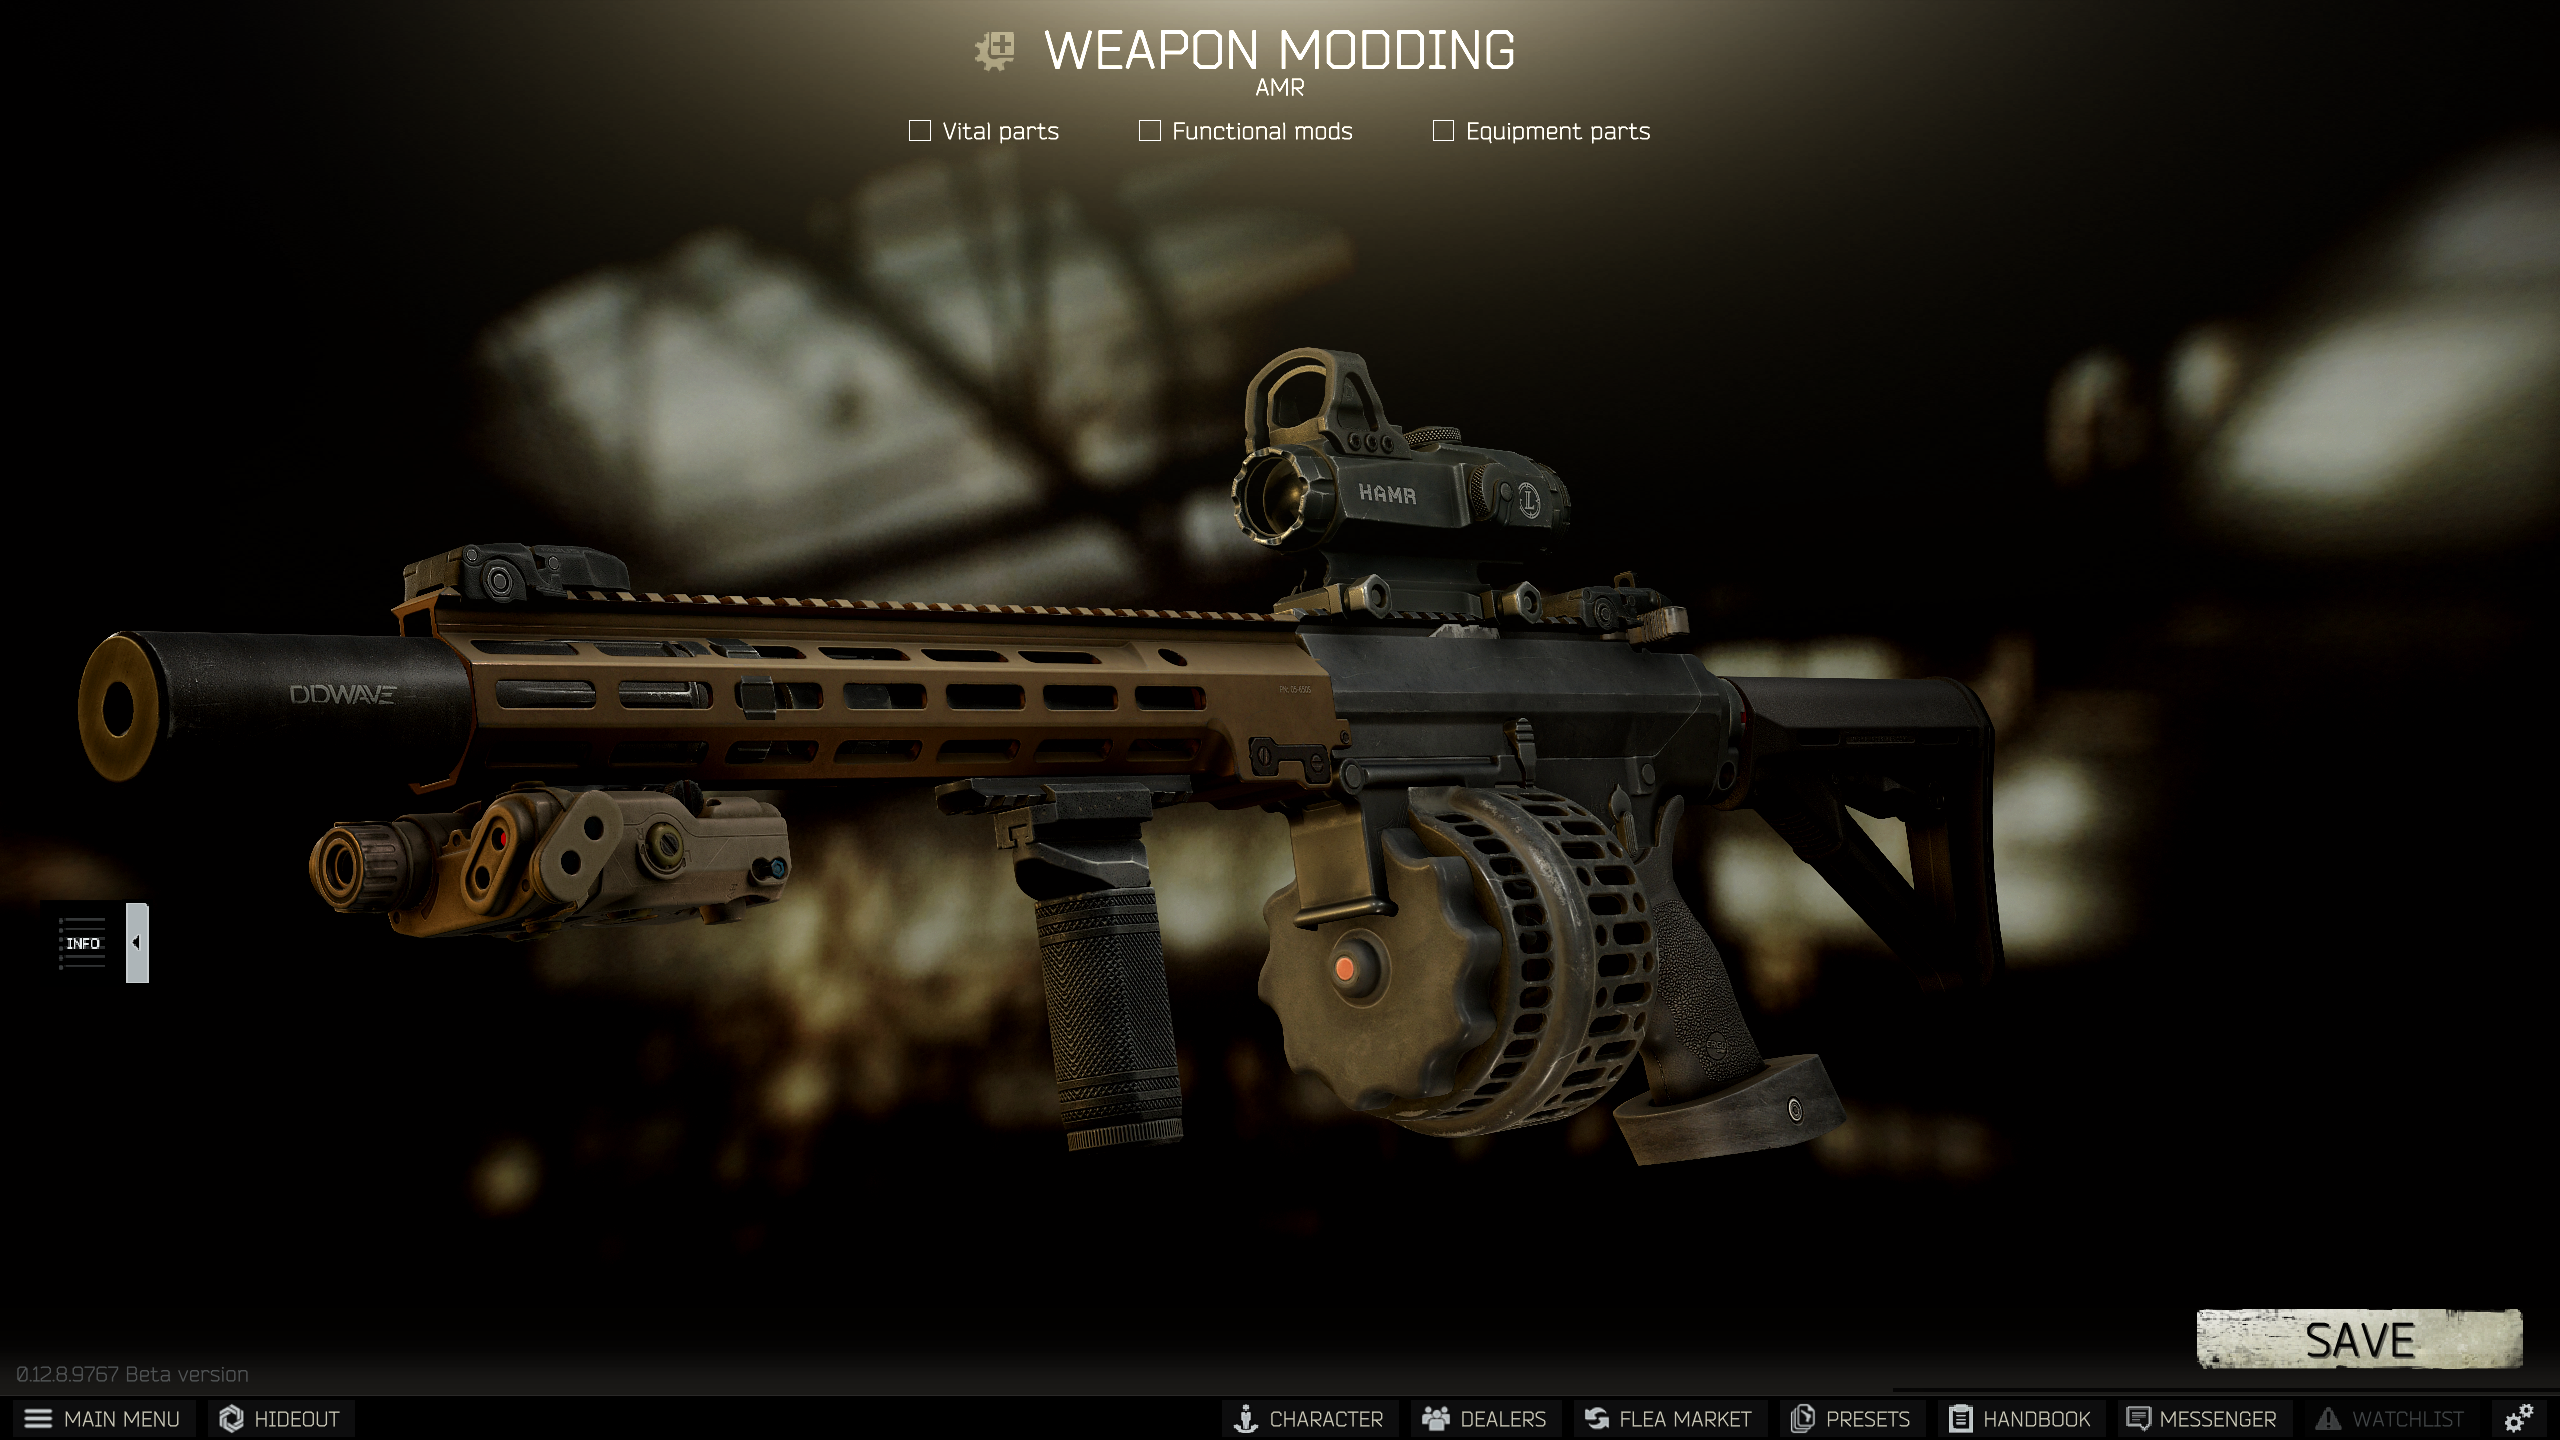 WEAPON MODDING
AMR
Vital parts
Functional mods
Equipment parts
HAMR
L
DDWAVE
ERGO
INFO
SAVE
0.12.8.9767 Beta version
MAIN MENU
HIDEOUT
CHARACTER
DEALERS
FLEA MARKET
PRESETS
HANDBOOK
MESSENGER
WATCHLIST